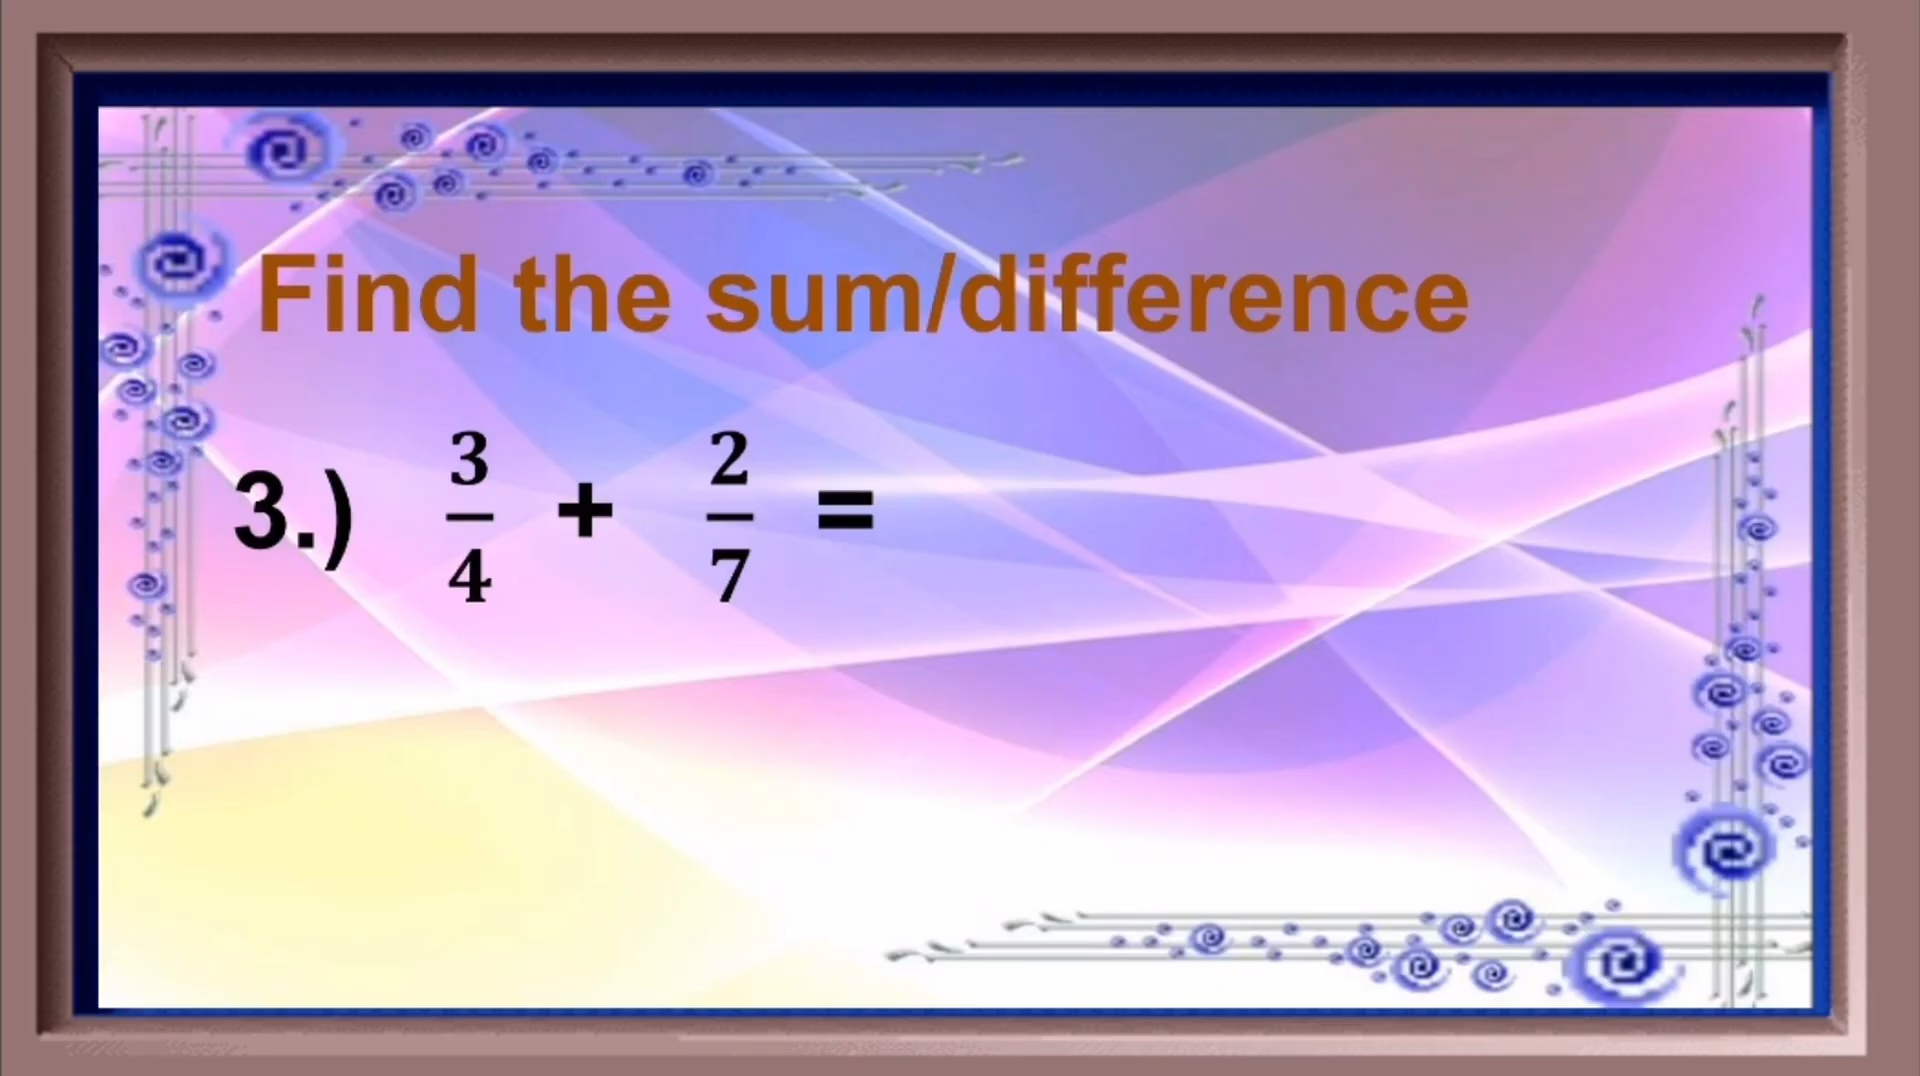 Find the sum/difference
3.) 3/4 + 2/7 =